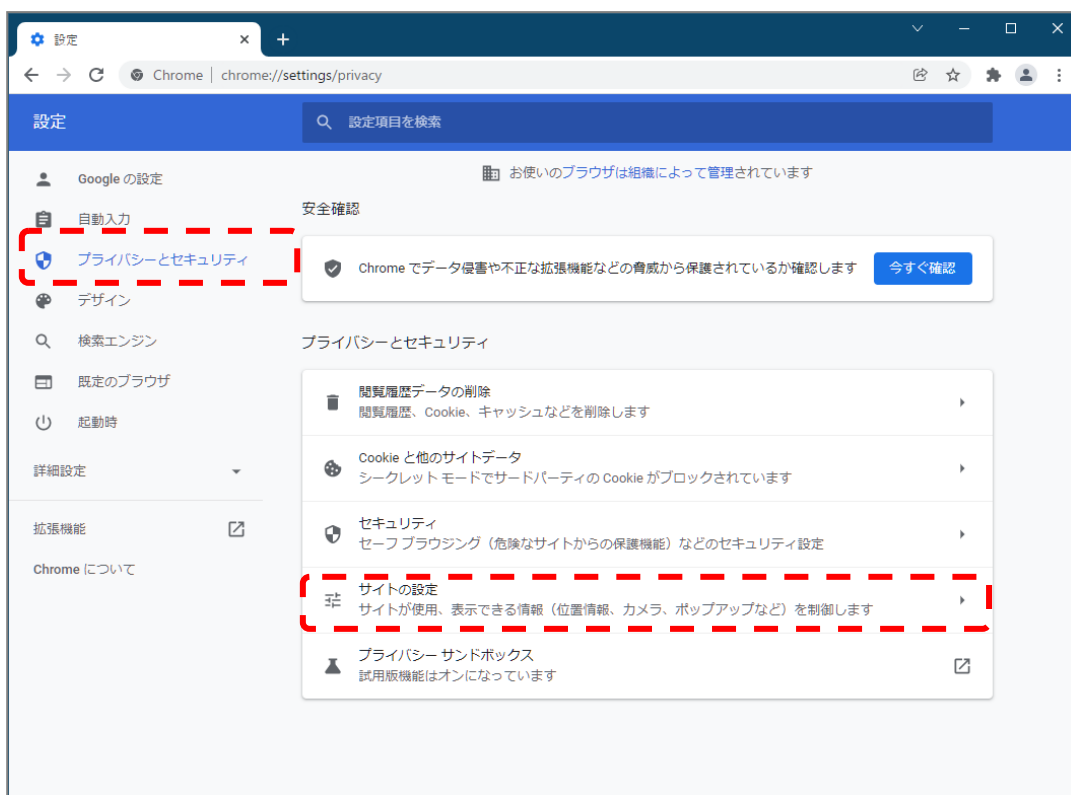 設定
Chrome | chrome://settings/privacy
設定
設定項目を検索
Google の設定
自動入力
プライバシーとセキュリティ
デザイン
検索エンジン
既定のブラウザ
起動時
詳細設定
拡張機能
Chrome について
お使いのブラウザは組織によって管理されています
安全確認
Chrome でデータ侵害や不正な拡張機能などの脅威から保護されているか確認します
今すぐ確認
プライバシーとセキュリティ
閲覧履歴データの削除
閲覧履歴、Cookie、キャッシュなどを削除します
Cookie と他のサイトデータ
シークレット モードでサードパーティの Cookie がブロックされています
セキュリティ
セーフ ブラウジング（危険なサイトからの保護機能）などのセキュリティ設定
サイトの設定
サイトが使用、表示できる情報（位置情報、カメラ、ポップアップなど）を制御します
プライバシー サンドボックス
試用版機能はオンになっています